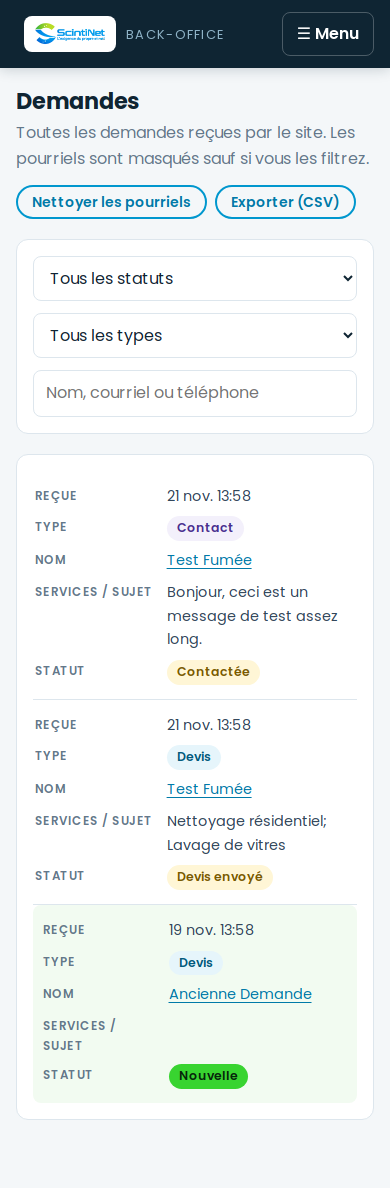 ScintiNet
BACK-OFFICE
☰ Menu
Demandes
Toutes les demandes reçues par le site. Les
pourriels sont masqués sauf si vous les filtrez.
Nettoyer les pourriels
Exporter (CSV)
Tous les statuts
Tous les types
Nom, courriel ou téléphone
REÇUE 21 nov. 13:58
TYPE Contact
NOM Test Fumée
SERVICES / SUJET Bonjour, ceci est un
message de test assez
long.
STATUT Contactée
REÇUE 21 nov. 13:58
TYPE Devis
NOM Test Fumée
SERVICES / SUJET Nettoyage résidentiel;
Lavage de vitres
STATUT Devis envoyé
REÇUE 19 nov. 13:58
TYPE Devis
NOM Ancienne Demande
SERVICES /
SUJET
STATUT Nouvelle